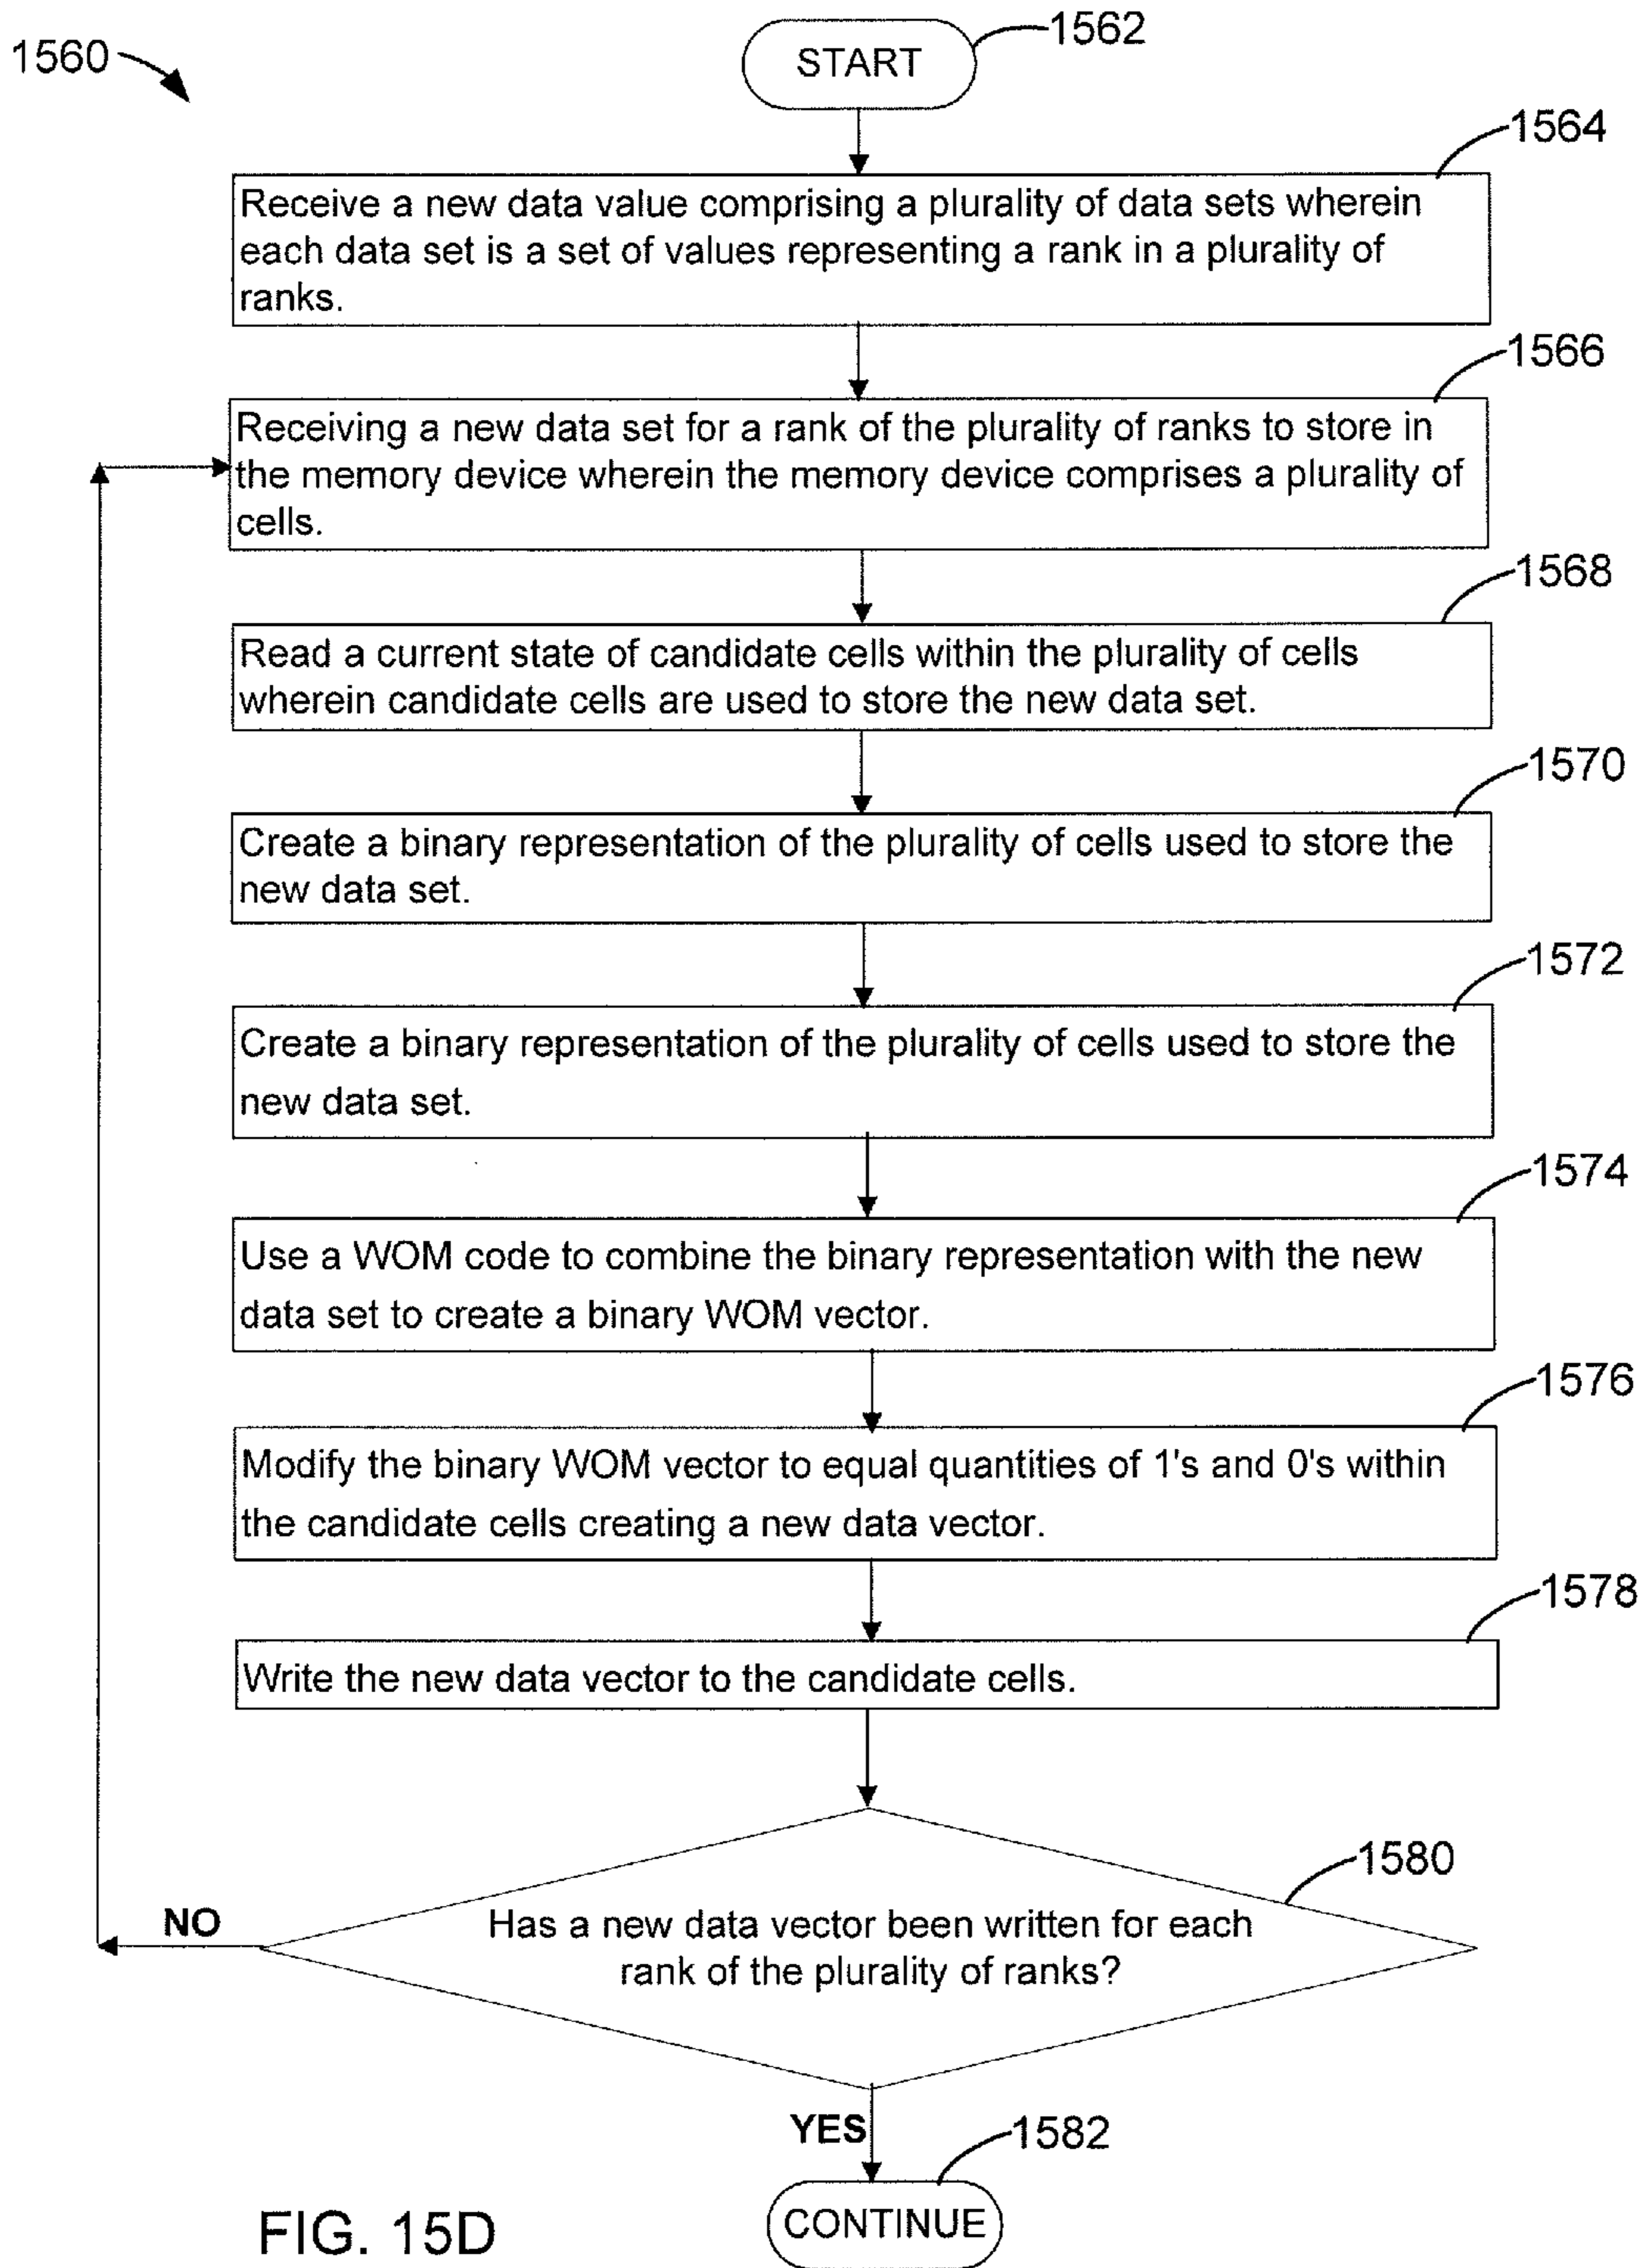 1560
START
1562
1564
Receive a new data value comprising a plurality of data sets wherein
each data set is a set of values representing a rank in a plurality of
ranks.
1566
Receiving a new data set for a rank of the plurality of ranks to store in
the memory device wherein the memory device comprises a plurality of
cells.
1568
Read a current state of candidate cells within the plurality of cells
wherein candidate cells are used to store the new data set.
1570
Create a binary representation of the plurality of cells used to store the
new data set.
1572
Create a binary representation of the plurality of cells used to store the
new data set.
1574
Use a WOM code to combine the binary representation with the new
data set to create a binary WOM vector.
1576
Modify the binary WOM vector to equal quantities of 1's and 0's within
the candidate cells creating a new data vector.
1578
Write the new data vector to the candidate cells.
1580
Has a new data vector been written for each
rank of the plurality of ranks?
NO
YES
1582
CONTINUE
FIG. 15D